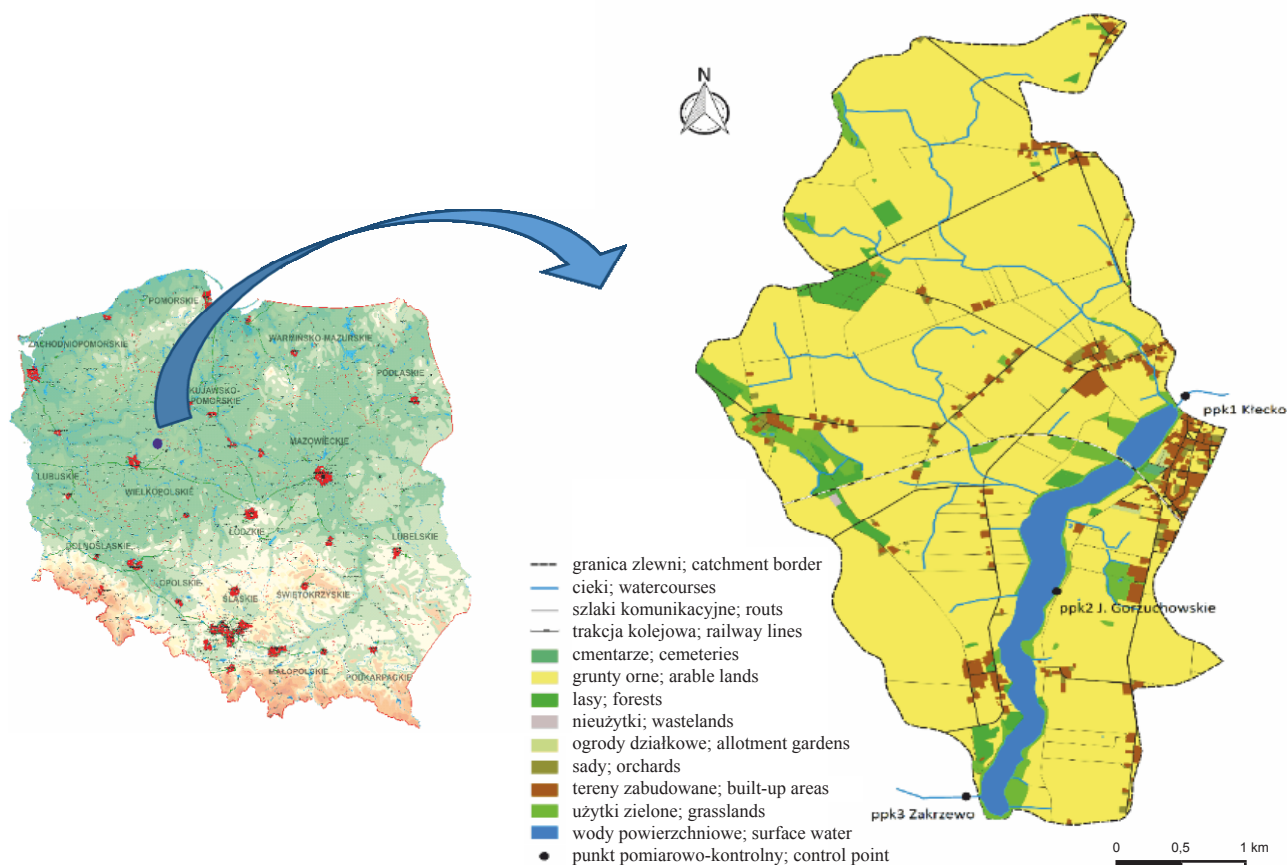 N
POMORSKIE
ZACHODNIOPOMORSKIE
WARMIŃSKO-MAZURSKIE
PODLASKIE
KUJAWSKO-
POMORSKIE
MAZOWIECKIE
LUBUSKIE
WIELKOPOLSKIE
ŁÓDZKIE
LUBELSKIE
DOLNOŚLĄSKIE
OPOLSKIE
ŚLĄSKIE
ŚWIĘTOKRZYSKIE
MAŁOPOLSKIE
PODKARPACKIE
ppk1 Kłecko
ppk2 J. Gorzuchowskie
ppk3 Zakrzewo
granica zlewni; catchment border
cieki; watercourses
szlaki komunikacyjne; routs
trakcja kolejowa; railway lines
cmentarze; cemeteries
grunty orne; arable lands
lasy; forests
nieużytki; wastelands
ogrody działkowe; allotment gardens
sady; orchards
tereny zabudowane; built-up areas
użytki zielone; grasslands
wody powierzchniowe; surface water
punkt pomiarowo-kontrolny; control point
0 0,5 1 km